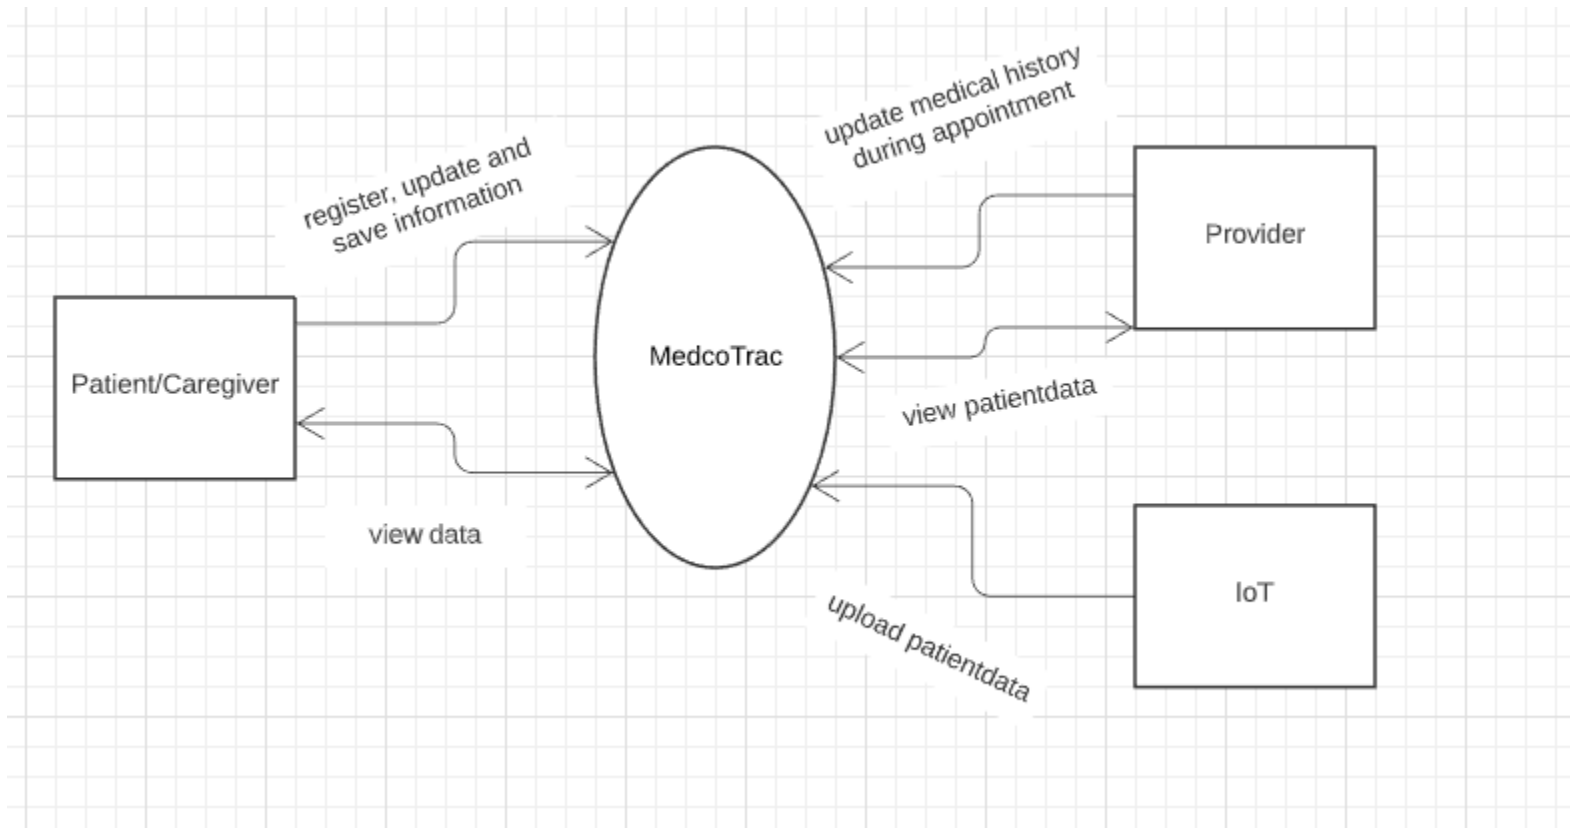 update medical history
during appointment
register, update and
save information
Provider
MedcoTrac
Patient/Caregiver
view patientdata
view data
IoT
upload patientdata